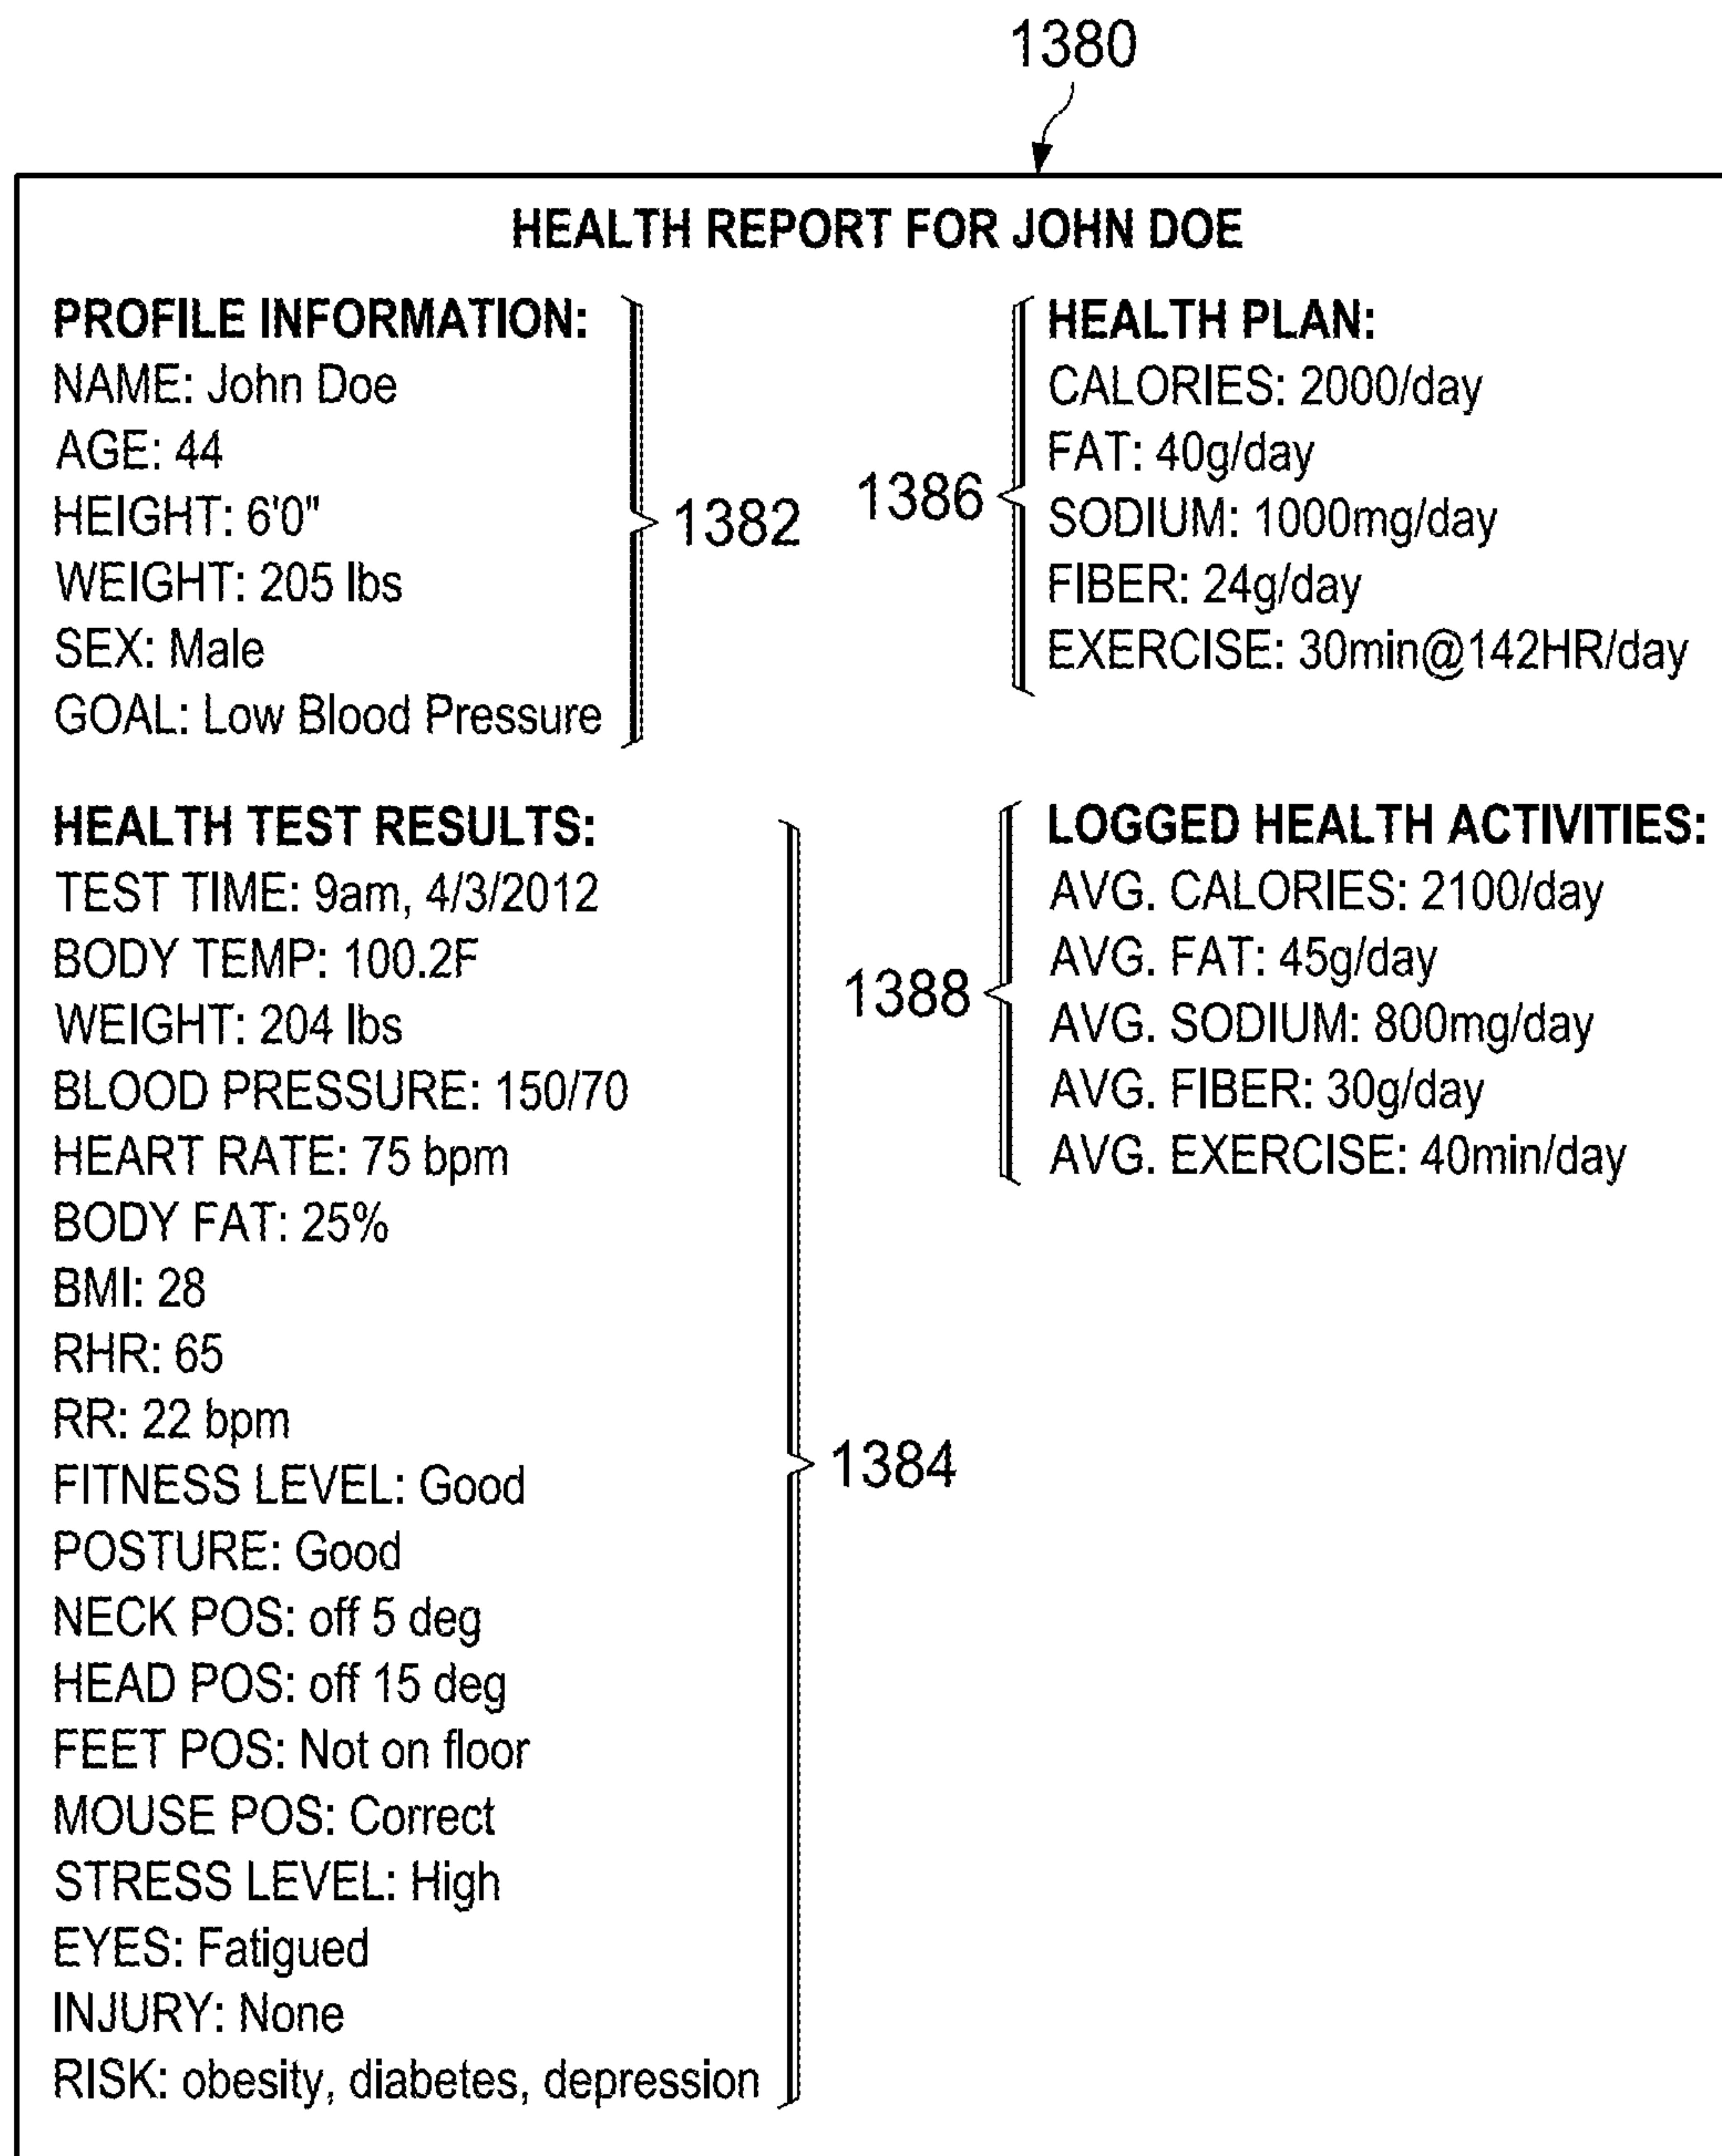 1380
HEALTH REPORT FOR JOHN DOE
PROFILE INFORMATION:
NAME: John Doe
AGE: 44
HEIGHT: 6'0"
WEIGHT: 205 lbs
SEX: Male
GOAL: Low Blood Pressure
1382
1386
HEALTH PLAN:
CALORIES: 2000/day
FAT: 40g/day
SODIUM: 1000mg/day
FIBER: 24g/day
EXERCISE: 30min@142HR/day
HEALTH TEST RESULTS:
TEST TIME: 9am, 4/3/2012
BODY TEMP: 100.2F
WEIGHT: 204 lbs
BLOOD PRESSURE: 150/70
HEART RATE: 75 bpm
BODY FAT: 25%
BMI: 28
RHR: 65
RR: 22 bpm
FITNESS LEVEL: Good
POSTURE: Good
NECK POS: off 5 deg
HEAD POS: off 15 deg
FEET POS: Not on floor
MOUSE POS: Correct
STRESS LEVEL: High
EYES: Fatigued
INJURY: None
RISK: obesity, diabetes, depression
1384
1388
LOGGED HEALTH ACTIVITIES:
AVG. CALORIES: 2100/day
AVG. FAT: 45g/day
AVG. SODIUM: 800mg/day
AVG. FIBER: 30g/day
AVG. EXERCISE: 40min/day